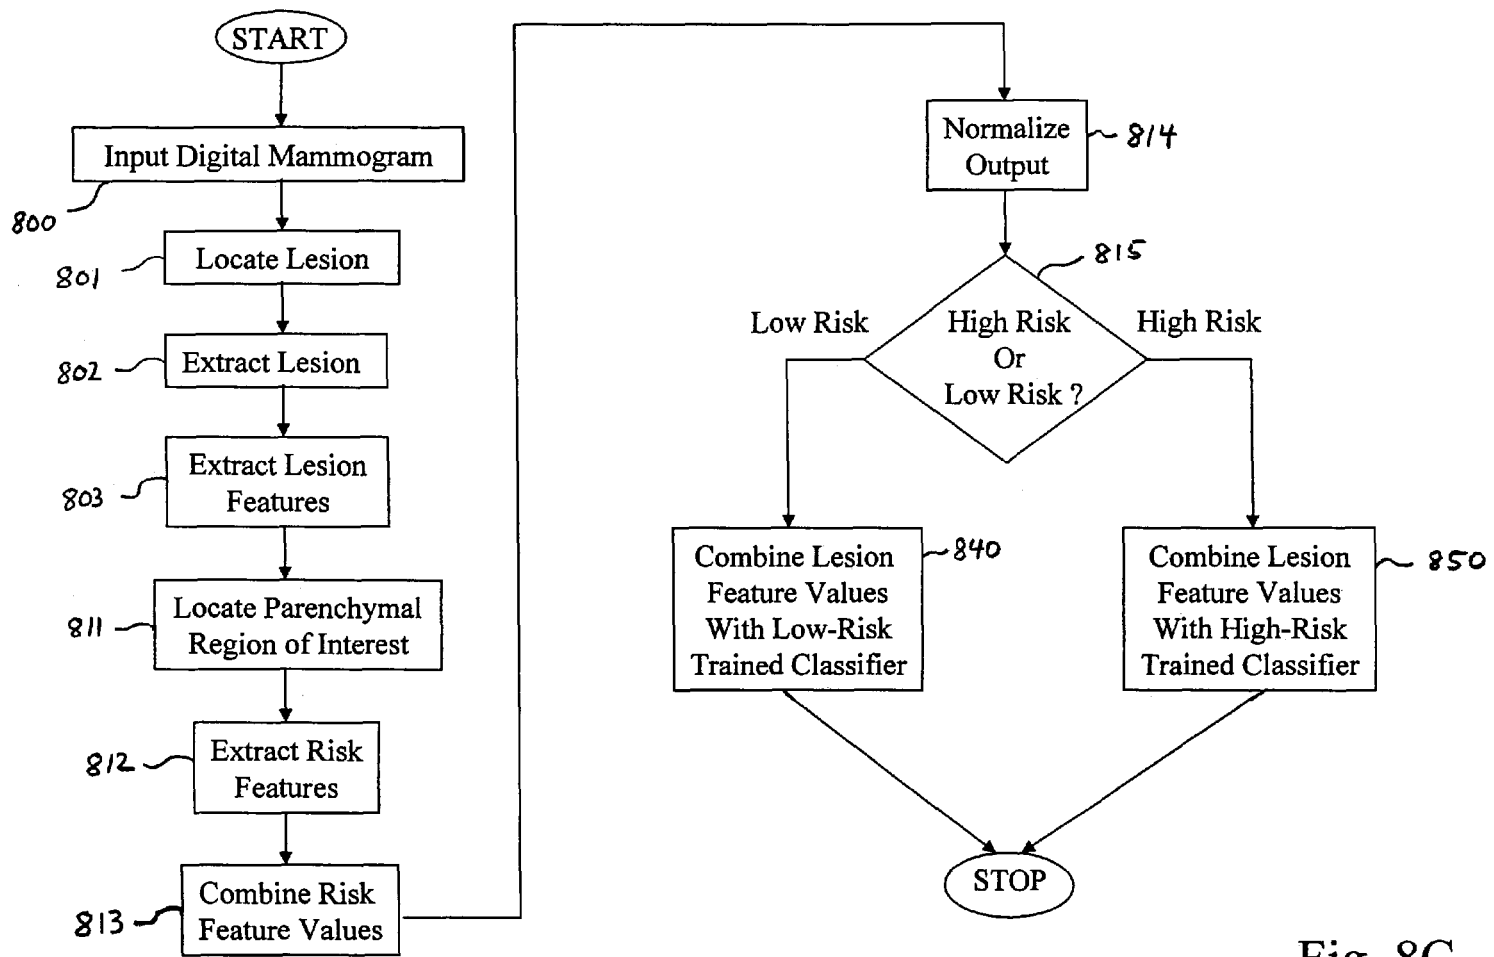 START
Input Digital Mammogram
800
Locate Lesion
801
Extract Lesion
802
Extract Lesion
Features
803
Locate Parenchymal
Region of Interest
811
Extract Risk
Features
812
Combine Risk
Feature Values
813
Normalize
Output
814
815
Low Risk
High Risk
Or
Low Risk ?
High Risk
Combine Lesion
Feature Values
With Low-Risk
Trained Classifier
840
Combine Lesion
Feature Values
With High-Risk
Trained Classifier
850
STOP
Fig. 8C